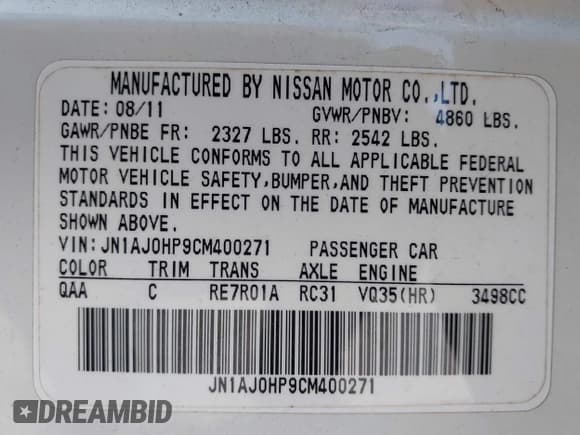 MANUFACTURED BY NISSAN MOTOR CO.,LTD.
DATE: 08/11 GVWR/PNBV: 4860 LBS.
GAWR/PNBE FR: 2327 LBS. RR: 2542 LBS.
THIS VEHICLE CONFORMS TO ALL APPLICABLE FEDERAL
MOTOR VEHICLE SAFETY,BUMPER,AND THEFT PREVENTION
STANDARDS IN EFFECT ON THE DATE OF MANUFACTURE
SHOWN ABOVE.
VIN:JN1AJ0HP9CM400271 PASSENGER CAR
COLOR TRIM TRANS AXLE ENGINE
QAA C RE7R01A RC31 VQ35(HR) 3498CC
JN1AJ0HP9CM400271
DREAMBID